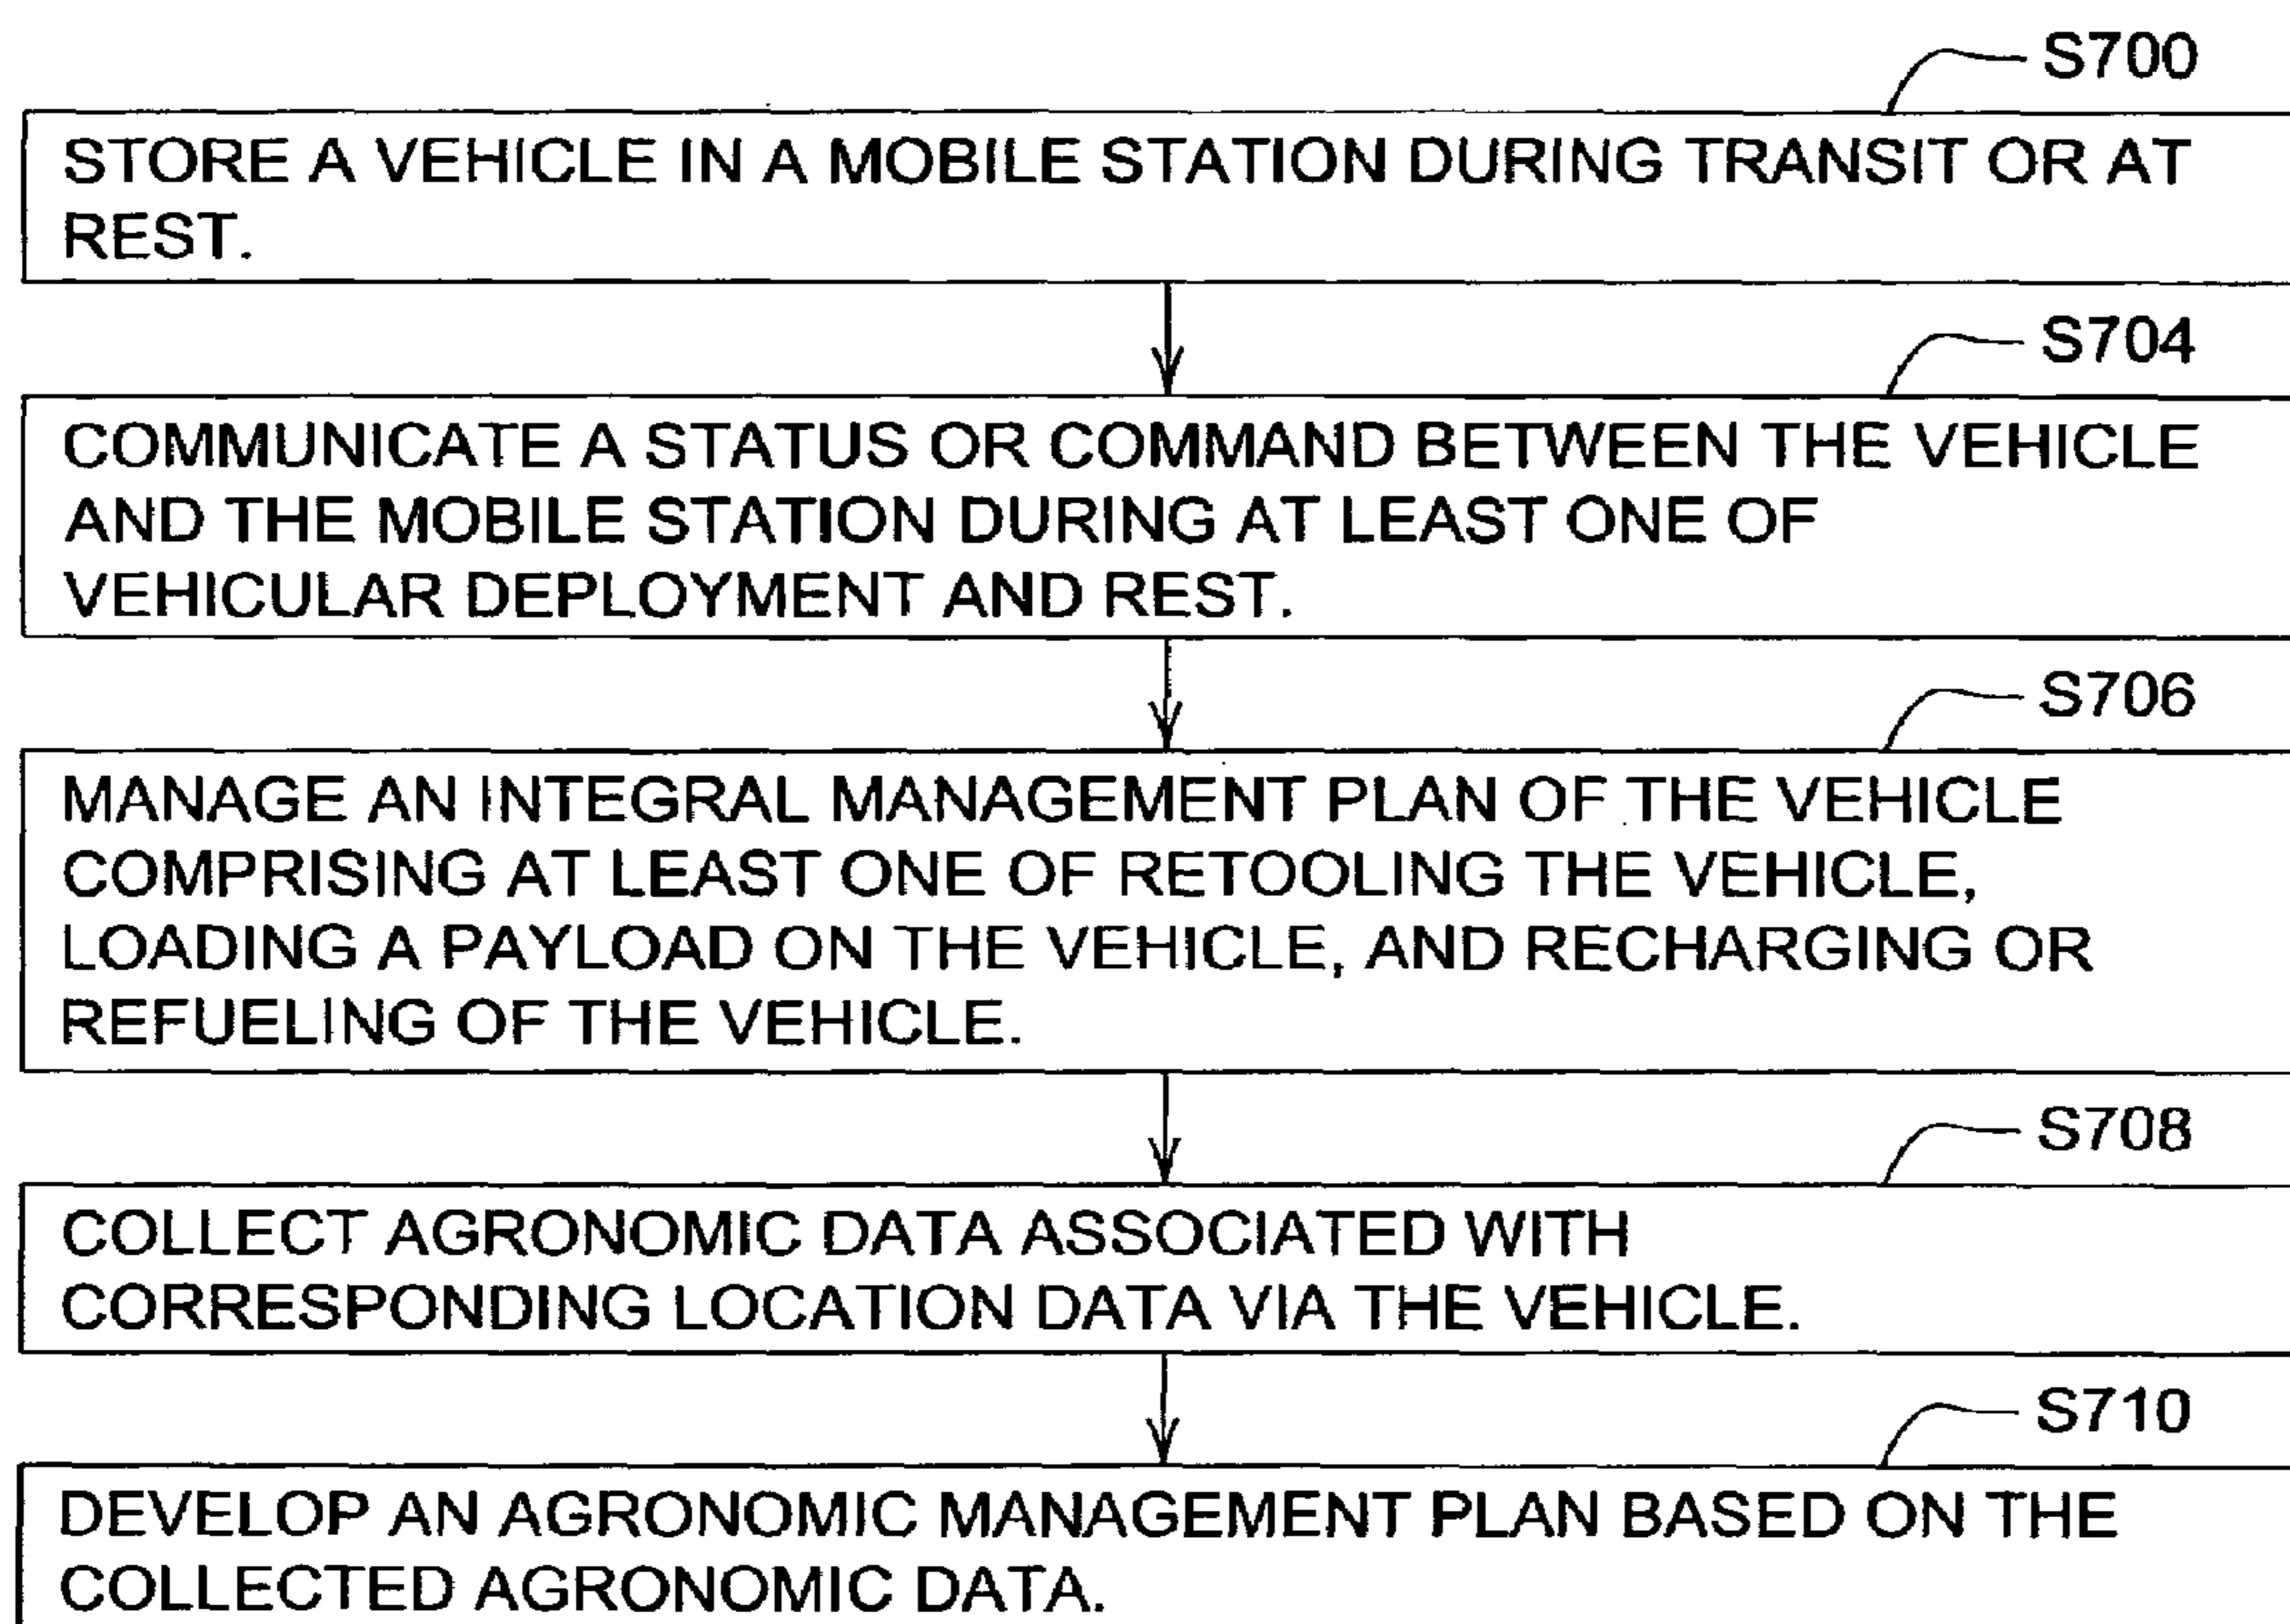 S700
STORE A VEHICLE IN A MOBILE STATION DURING TRANSIT OR AT
REST.
S704
COMMUNICATE A STATUS OR COMMAND BETWEEN THE VEHICLE
AND THE MOBILE STATION DURING AT LEAST ONE OF
VEHICULAR DEPLOYMENT AND REST.
S706
MANAGE AN INTEGRAL MANAGEMENT PLAN OF THE VEHICLE
COMPRISING AT LEAST ONE OF RETOOLING THE VEHICLE,
LOADING A PAYLOAD ON THE VEHICLE, AND RECHARGING OR
REFUELING OF THE VEHICLE.
S708
COLLECT AGRONOMIC DATA ASSOCIATED WITH
CORRESPONDING LOCATION DATA VIA THE VEHICLE.
S710
DEVELOP AN AGRONOMIC MANAGEMENT PLAN BASED ON THE
COLLECTED AGRONOMIC DATA.